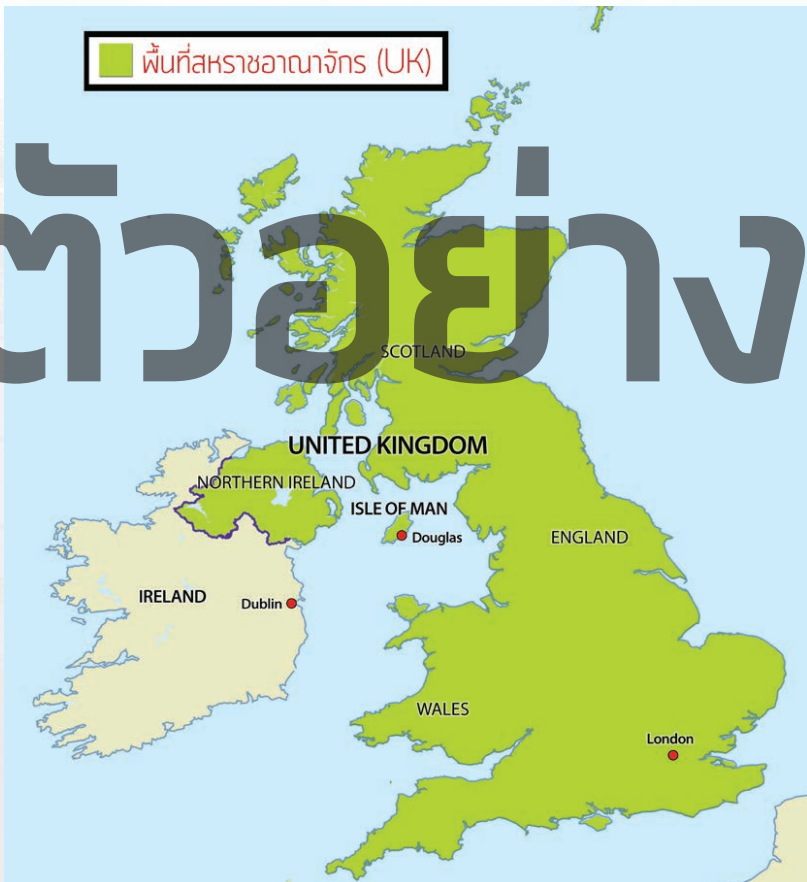 พื้นที่สหราชอาณาจักร (UK)
ตัวอย่าง
SCOTLAND
UNITED KINGDOM
NORTHERN IRELAND
ISLE OF MAN
Douglas
ENGLAND
IRELAND
Dublin
WALES
London